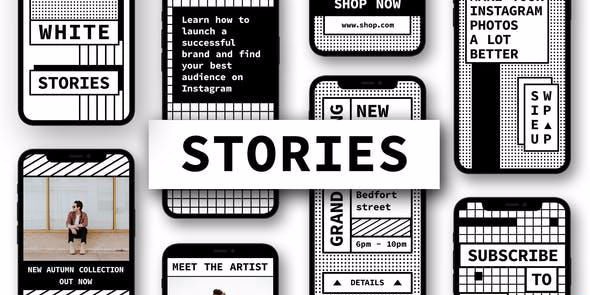 WHITE
STORIES
NEW AUTUMN COLLECTION
OUT NOW
Learn how to
launch a
successful
brand and find
your best
audience on
Instagram
STORIES
MEET THE ARTIST
SHOP NOW
www.shop.com
NEW
GRAND
Bedfort
street
6pm - 10pm
DETAILS
INSTAGRAM
PHOTOS
A LOT
BETTER
SWIPE
UP
SUBSCRIBE
TO